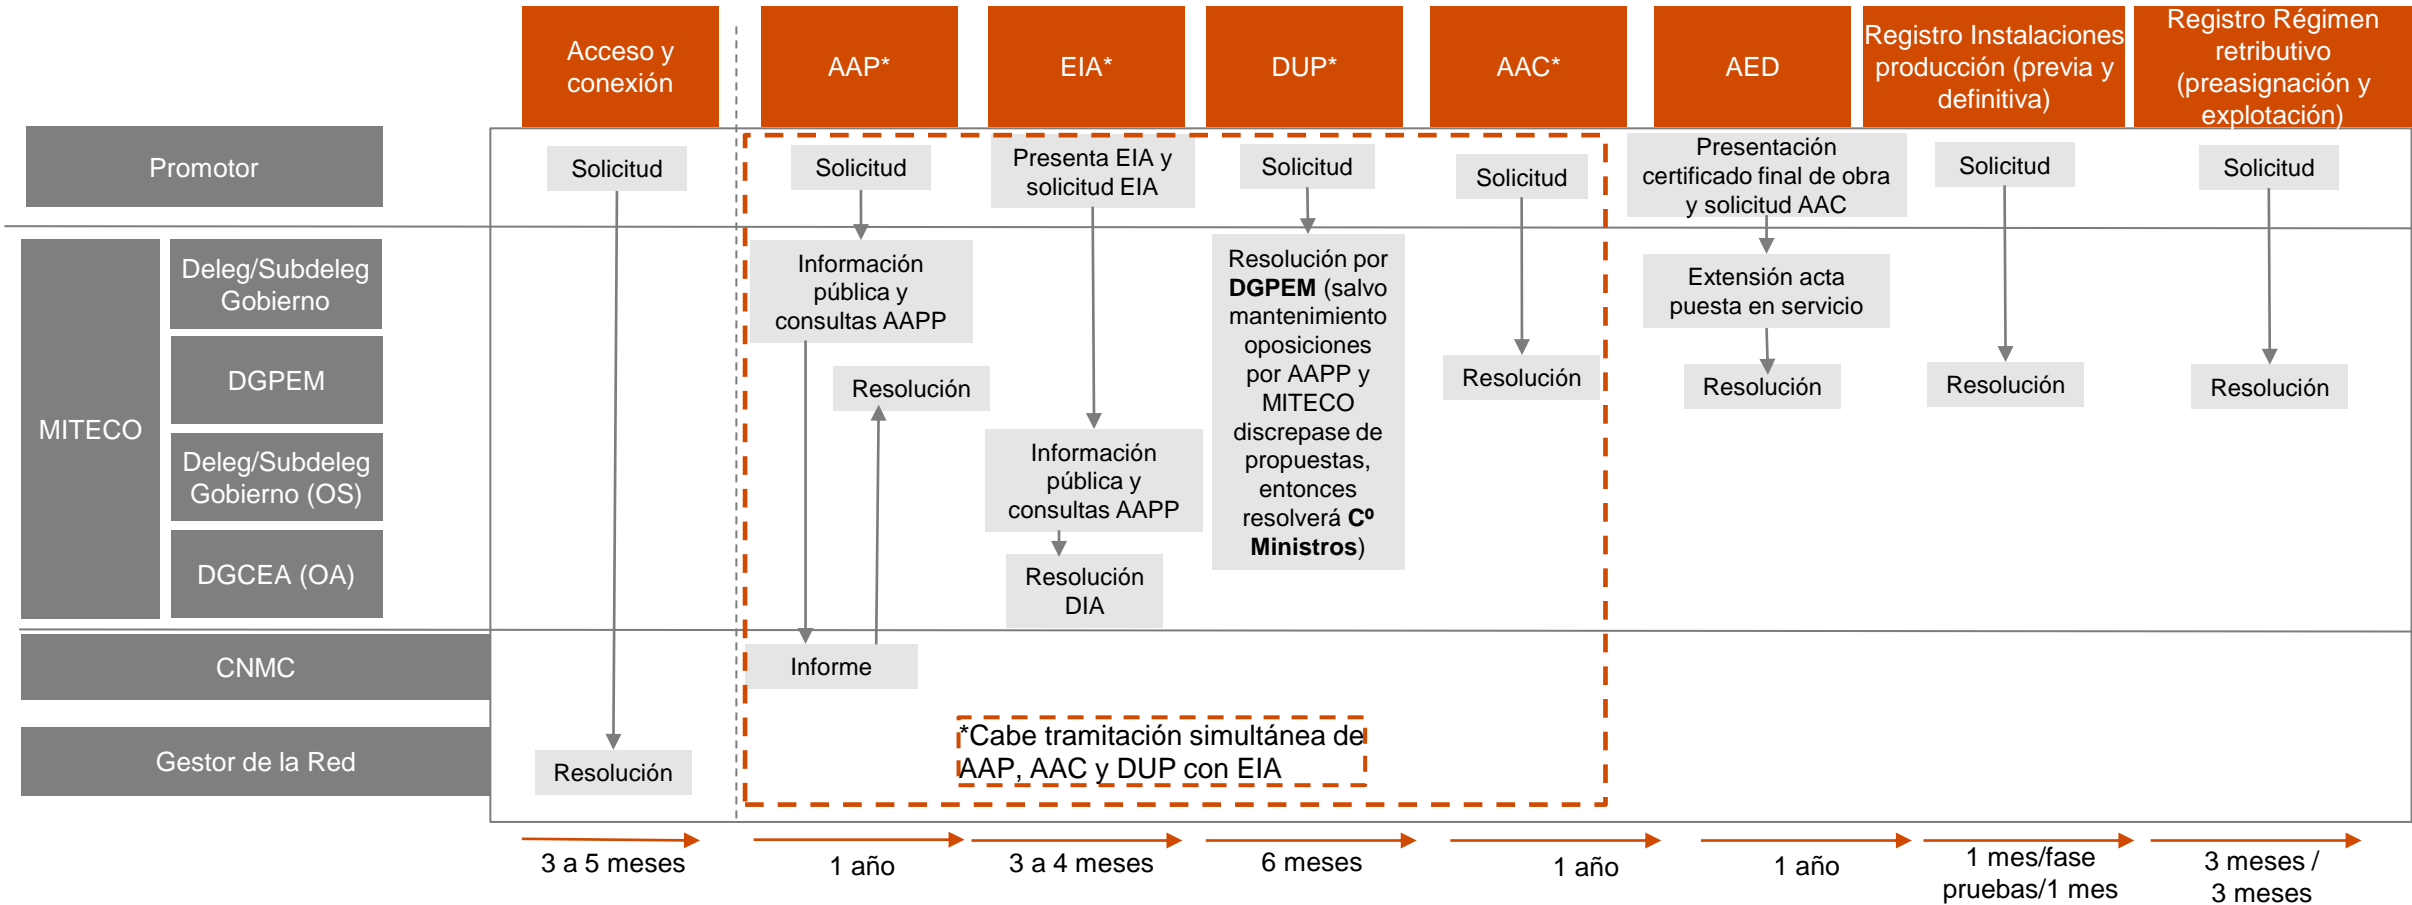 Acceso y
conexión
AAP*
EIA*
DUP*
AAC*
AED
Registro Instalaciones
producción (previa y
definitiva)
Registro Régimen
retributivo
(preasignación y
explotación)
Promotor
Solicitud
Solicitud
Presenta EIA y
solicitud EIA
Solicitud
Solicitud
Presentación
certificado final de obra
y solicitud AAC
Solicitud
Solicitud
MITECO
Deleg/Subdeleg
Gobierno
DGPEM
Deleg/Subdeleg
Gobierno (OS)
DGCEA (OA)
Información
pública y
consultas AAPP
Resolución
Información
pública y
consultas AAPP
Resolución
DIA
Resolución por
DGPEM (salvo
mantenimiento
oposiciones
por AAPP y
MITECO
discrepase de
propuestas,
entonces
resolverá Cº
Ministros)
Resolución
Extensión acta
puesta en servicio
Resolución
Resolución
Resolución
CNMC
Informe
Gestor de la Red
Resolución
*Cabe tramitación simultánea de
AAP, AAC y DUP con EIA
3 a 5 meses
1 año
3 a 4 meses
6 meses
1 año
1 año
1 mes/fase
pruebas/1 mes
3 meses /
3 meses